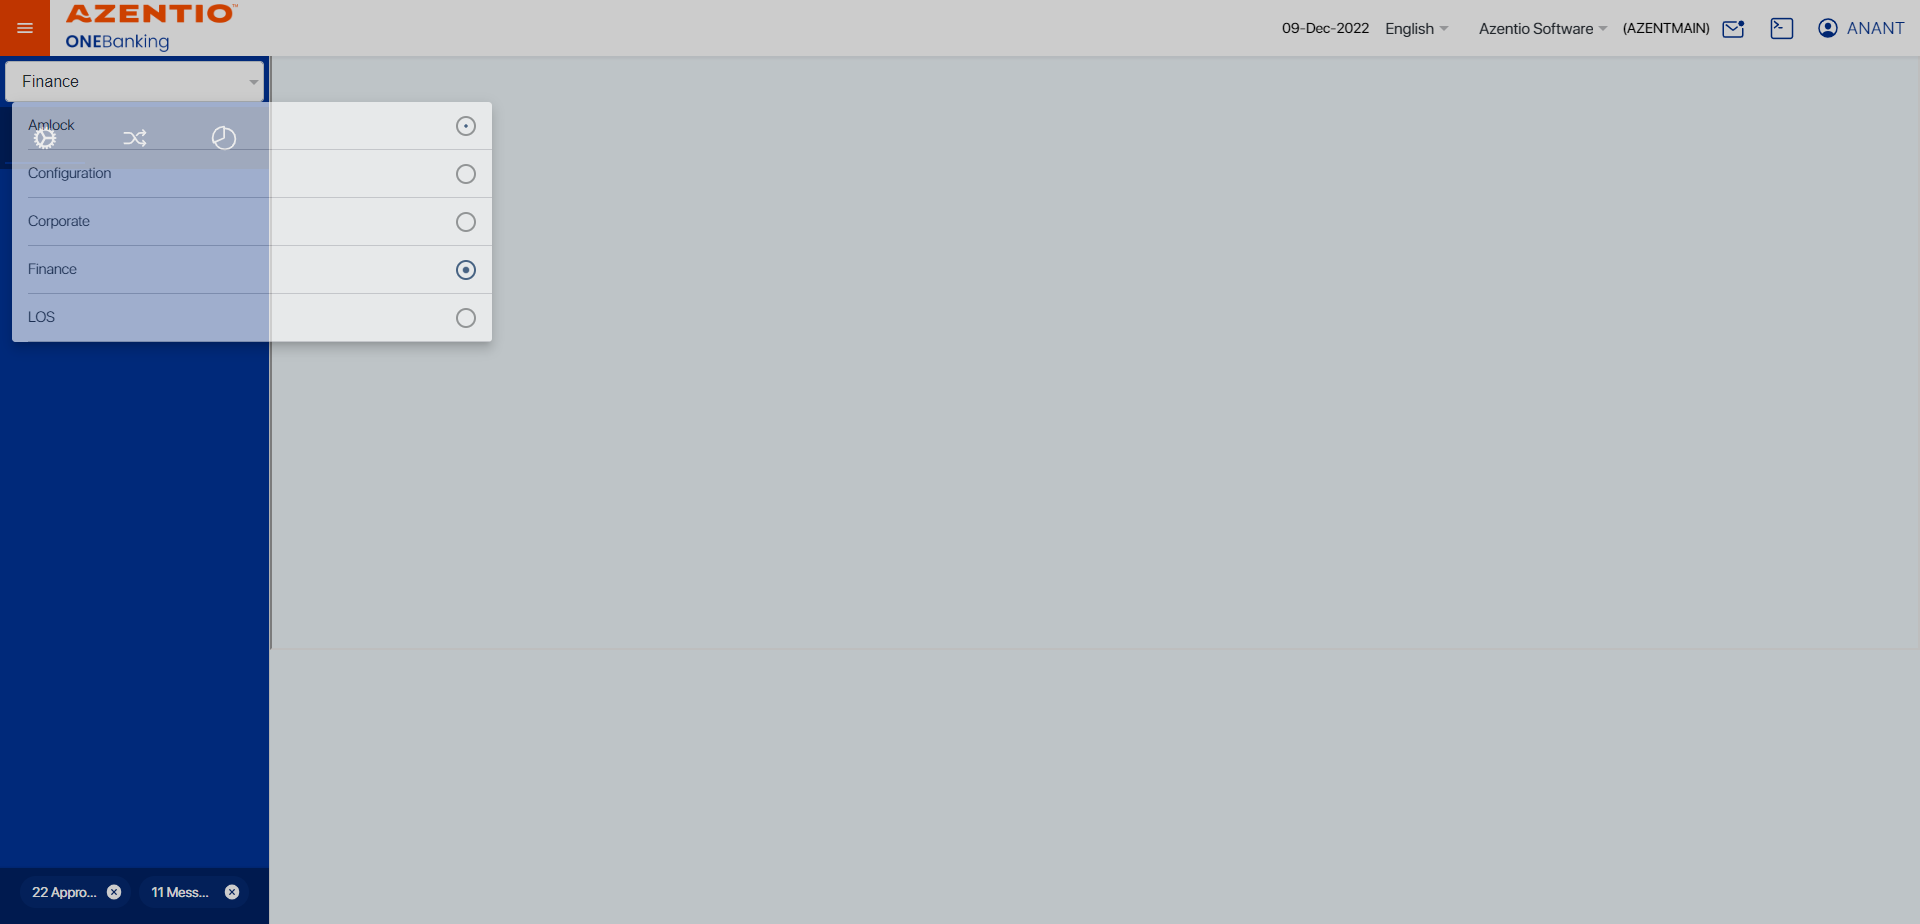 AZENTIO™
ONEBanking
09-Dec-2022 English Azentio Software (AZENTMAIN) ANANT
Finance
Amlock
Configuration
Corporate
Finance
LOS
22 Appro... 11 Mess...